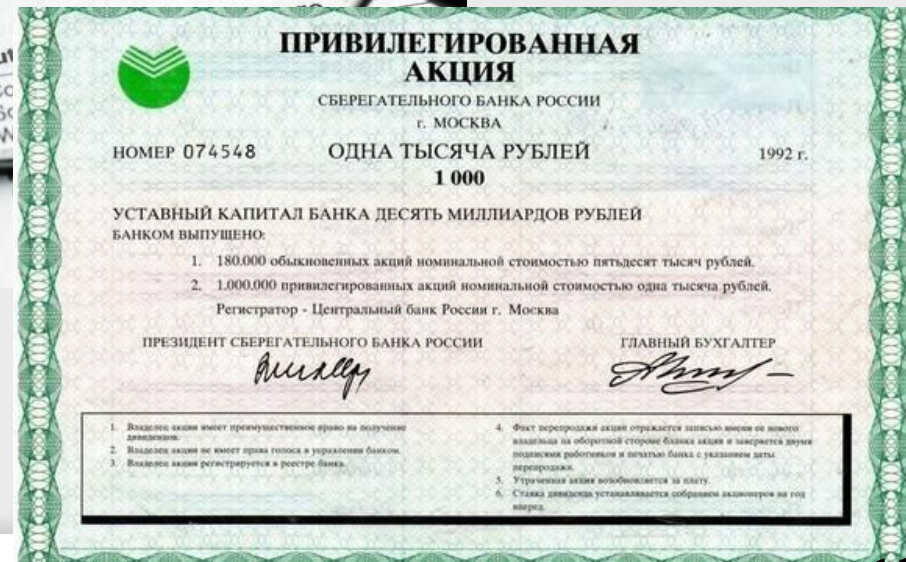 ПРИВИЛЕГИРОВАННАЯ
АКЦИЯ
СБЕРЕГАТЕЛЬНОГО БАНКА РОССИИ
г. МОСКВА
НОМЕР 074548 ОДНА ТЫСЯЧА РУБЛЕЙ 1992 г.
1 000
УСТАВНЫЙ КАПИТАЛ БАНКА ДЕСЯТЬ МИЛЛИАРДОВ РУБЛЕЙ
БАНКОМ ВЫПУЩЕНО:
1. 180.000 обыкновенных акций номинальной стоимостью пятьдесят тысяч рублей.
2. 1.000.000 привилегированных акций номинальной стоимостью одна тысяча рублей.
Регистратор - Центральный банк России г. Москва
ПРЕЗИДЕНТ СБЕРЕГАТЕЛЬНОГО БАНКА РОССИИ ГЛАВНЫЙ БУХГАЛТЕР
1. Владелец акции имеет преимущественное право на получение
дивидендов.
2. Владелец акции не имеет права голоса в управлении банком.
3. Владелец акции регистрируется в реестре банка.
4. Факт перепродажи акции отражается записью имени ее нового
владельца на оборотной стороне бланка акции и заверяется двумя
подписями работников и печатью банка с указанием даты
перепродажи.
5. Утраченная акция возобновляется за плату.
6. Ставка дивиденда устанавливается собранием акционеров на год
вперед.